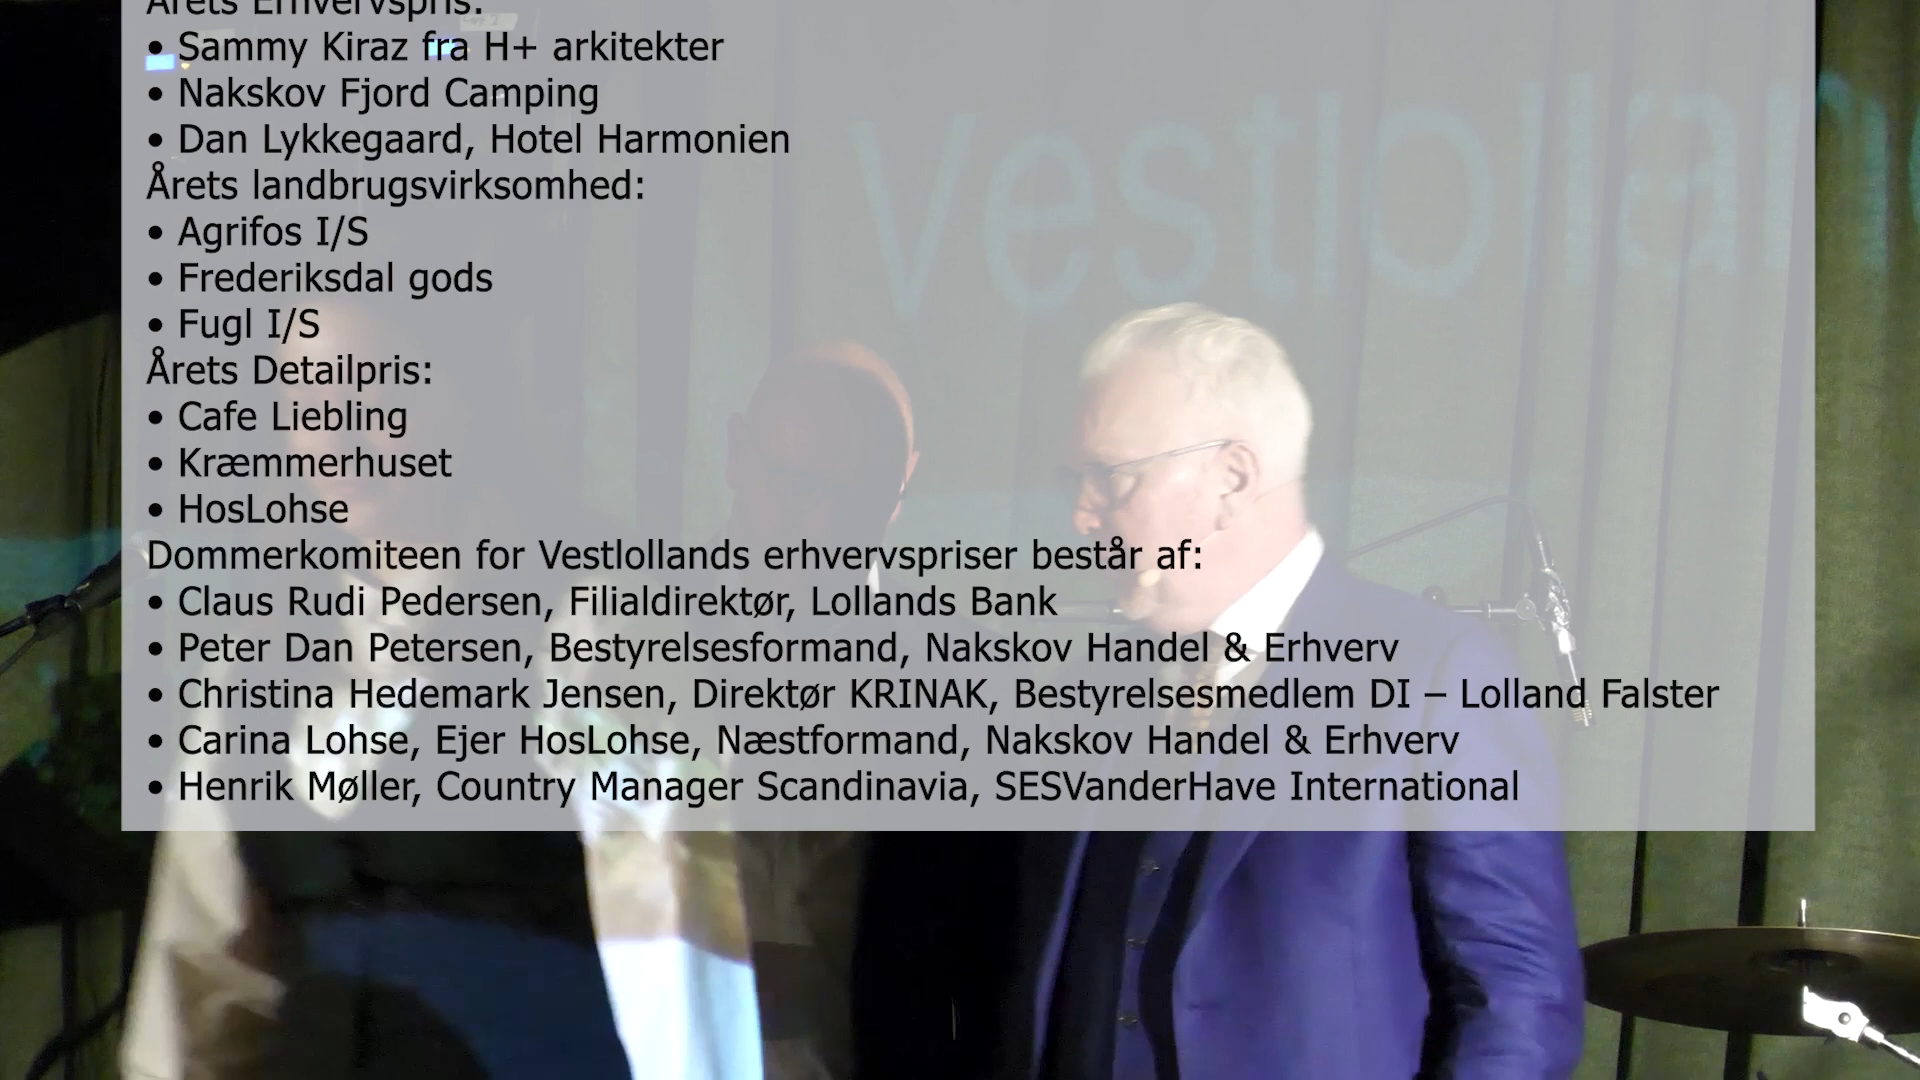 Årets Erhvervspris:
• Sammy Kiraz fra H+ arkitekter
• Nakskov Fjord Camping
• Dan Lykkegaard, Hotel Harmonien
Årets landbrugsvirksomhed:
• Agrifos I/S
• Frederiksdal gods
• Fugl I/S
Årets Detailpris:
• Cafe Liebling
• Kræmmerhuset
• HosLohse
Dommerkomiteen for Vestlollands erhvervspriser består af:
• Claus Rudi Pedersen, Filialdirektør, Lollands Bank
• Peter Dan Petersen, Bestyrelsesformand, Nakskov Handel & Erhverv
• Christina Hedemark Jensen, Direktør KRINAK, Bestyrelsesmedlem DI – Lolland Falster
• Carina Lohse, Ejer HosLohse, Næstformand, Nakskov Handel & Erhverv
• Henrik Møller, Country Manager Scandinavia, SESVanderHave International